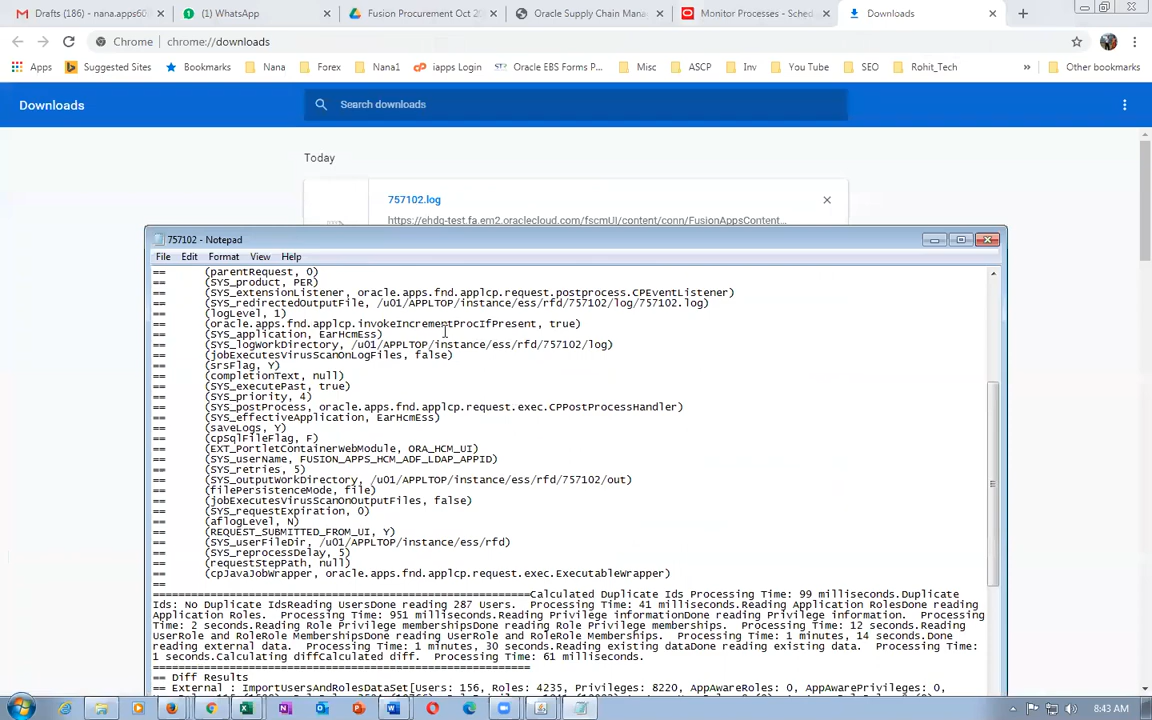 Drafts (186) - nana.apps60
(1) WhatsApp
Fusion Procurement Oct 20
Oracle Supply Chain Mana
Monitor Processes - Sched
Downloads
Chrome | chrome://downloads
Apps Suggested Sites Bookmarks Nana Forex Nana1 iapps Login Oracle EBS Forms P... Misc ASCP Inv You Tube SEO Rohit_Tech » Other bookmarks
Downloads
Search downloads
Today
757102.log
https://ehdq-test.fa.em2.oraclecloud.com/fscmUI/content/conn/FusionAppsContent...
757102 - Notepad
File Edit Format View Help
== (parentRequest, 0)
== (SYS_product, PER)
== (SYS_extensionListener, oracle.apps.fnd.applcp.request.postprocess.CPEventListener)
== (SYS_redirectedOutputFile, /u01/APPLTOP/instance/ess/rfd/757102/log/757102.log)
== (logLevel, 1)
== (oracle.apps.fnd.applcp.invokeIncrementProcIfPresent, true)
== (SYS_application, EarHcmEss)
== (SYS_logWorkDirectory, /u01/APPLTOP/instance/ess/rfd/757102/log)
== (jobExecutesVirusScanOnLogFiles, false)
== (srsFlag, Y)
== (completionText, null)
== (SYS_executePast, true)
== (SYS_priority, 4)
== (SYS_postProcess, oracle.apps.fnd.applcp.request.exec.CPPostProcessHandler)
== (SYS_effectiveApplication, EarHcmEss)
== (saveLogs, Y)
== (cpSqlFileFlag, F)
== (EXT_PortletContainerWebModule, ORA_HCM_UI)
== (SYS_userName, FUSION_APPS_HCM_ADF_LDAP_APPID)
== (SYS_retries, 5)
== (SYS_outputWorkDirectory, /u01/APPLTOP/instance/ess/rfd/757102/out)
== (filePersistenceMode, file)
== (jobExecutesVirusScanOnOutputFiles, false)
== (SYS_requestExpiration, 0)
== (aflogLevel, N)
== (REQUEST_SUBMITTED_FROM_UI, Y)
== (SYS_userFileDir, /u01/APPLTOP/instance/ess/rfd)
== (SYS_reprocessDelay, 5)
== (requestStepPath, null)
== (cpJavaJobWrapper, oracle.apps.fnd.applcp.request.exec.ExecutableWrapper)
==
=========================================================Calculated Duplicate Ids Processing Time: 99 milliseconds.Duplicate
Ids: No Duplicate IdsReading UsersDone reading 287 Users.  Processing Time: 41 milliseconds.Reading Application RolesDone reading
Application Roles.  Processing Time: 951 milliseconds.Reading Privilege informationDone reading Privilege information.  Processing
Time: 2 seconds.Reading Role Privilege membershipsDone reading Role Privilege memberships.  Processing Time: 12 seconds.Reading
UserRole and RoleRole MembershipsDone reading UserRole and RoleRole Memberships.  Processing Time: 1 minutes, 14 seconds.Done
reading external data.  Processing Time: 1 minutes, 30 seconds.Reading existing dataDone reading existing data.  Processing Time:
1 seconds.Calculating diffCalculated diff.  Processing Time: 61 milliseconds.
=========================================================
== Diff Results
== External : ImportUsersAndRolesDataSet[Users: 156, Roles: 4235, Privileges: 8220, AppAwareRoles: 0, AppAwarePrivileges: 0,
8:43 AM